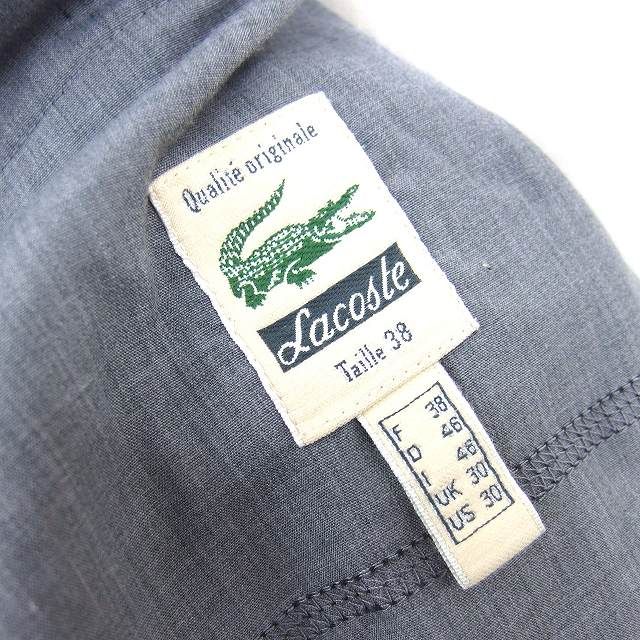 Qualité originale
Lacoste
Taille 38
F 38
D 46
I 46
UK 30
US 30